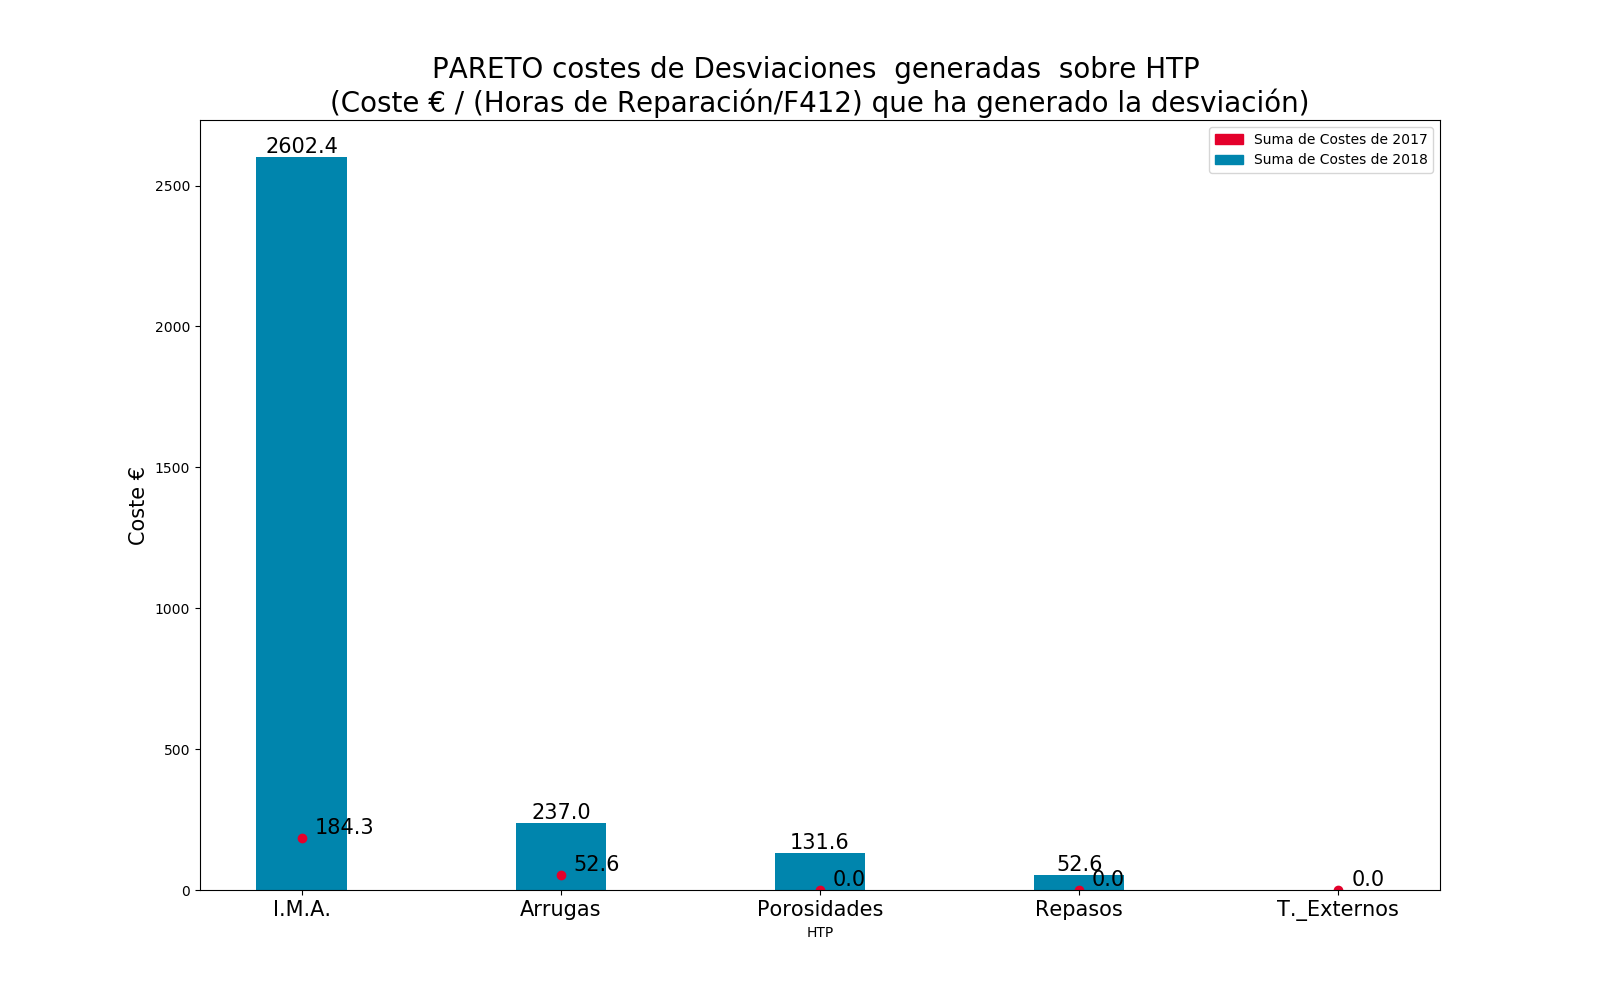 PARETO costes de Desviaciones  generadas  sobre HTP
(Coste € / (Horas de Reparación/F412) que ha generado la desviación)
Suma de Costes de 2017
Suma de Costes de 2018
Coste €
2500
2000
1500
1000
500
0
2602.4
184.3
237.0
52.6
131.6
0.0
52.6
0.0
0.0
I.M.A.
Arrugas
Porosidades
Repasos
T._Externos
HTP